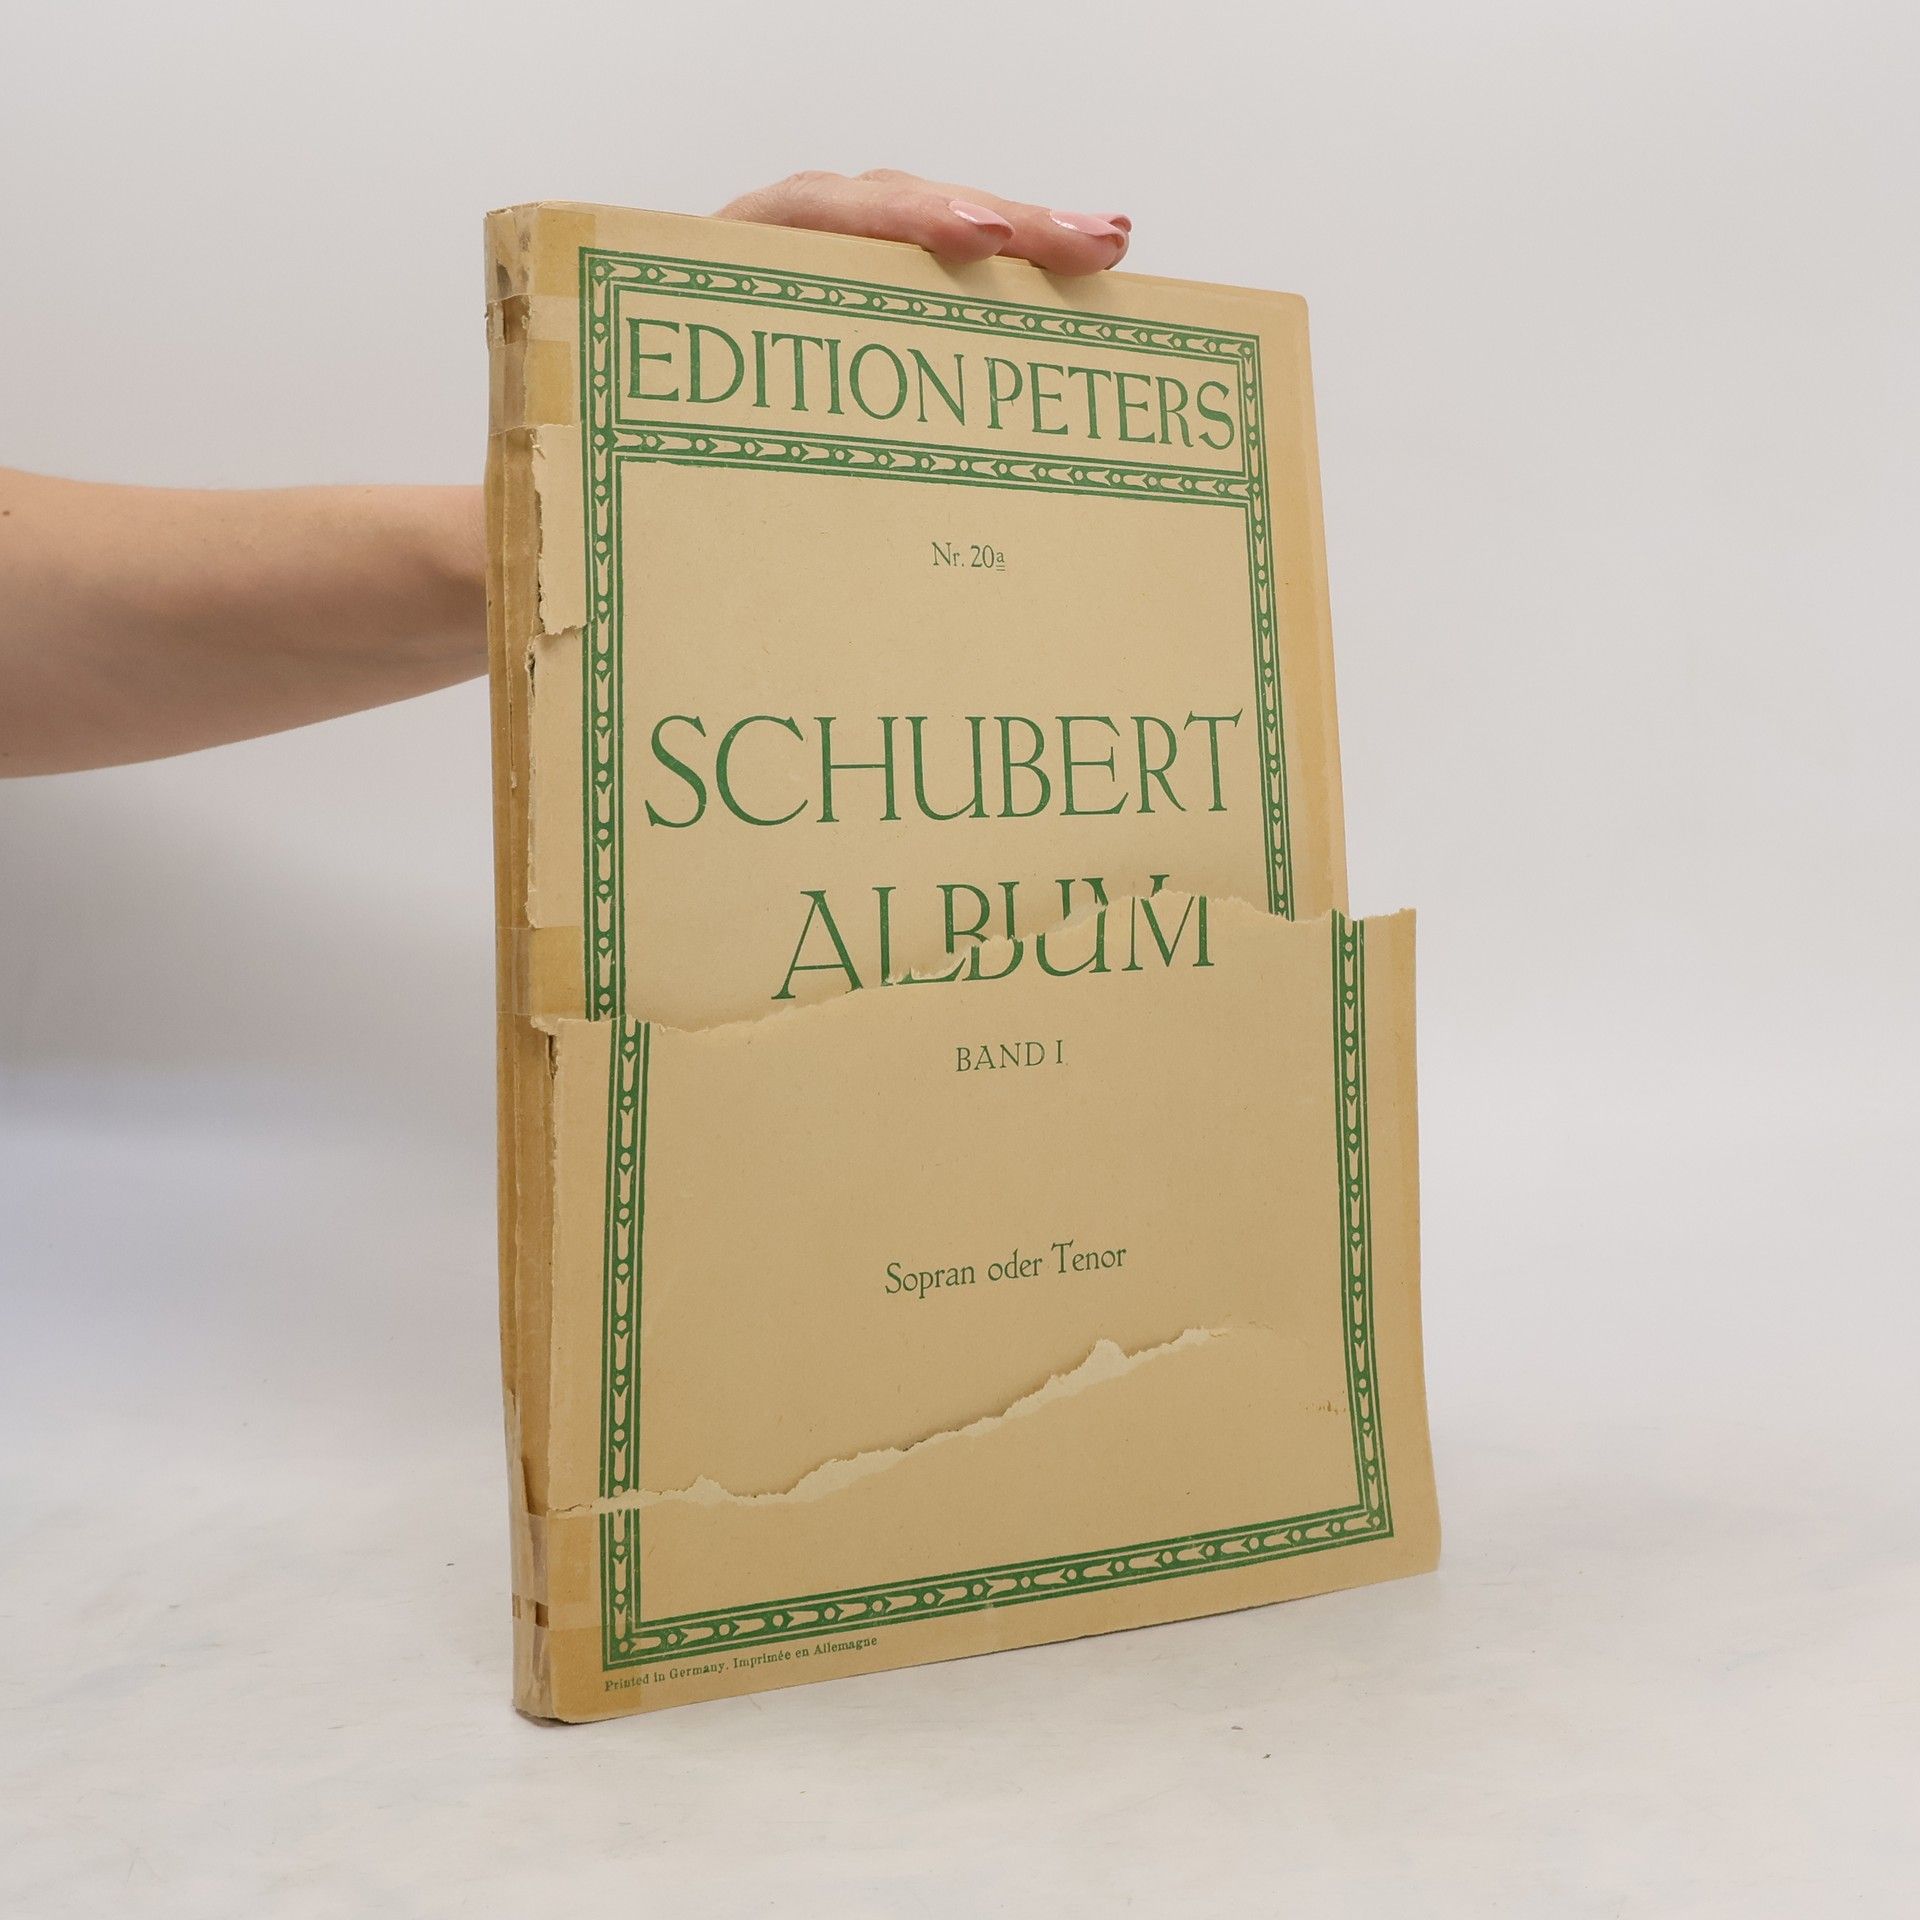 EDITION PETERS
Nr. 20a
SCHUBERT
ALBUM
BAND I.
Sopran oder Tenor
Printed in Germany. Imprimée en Allemagne